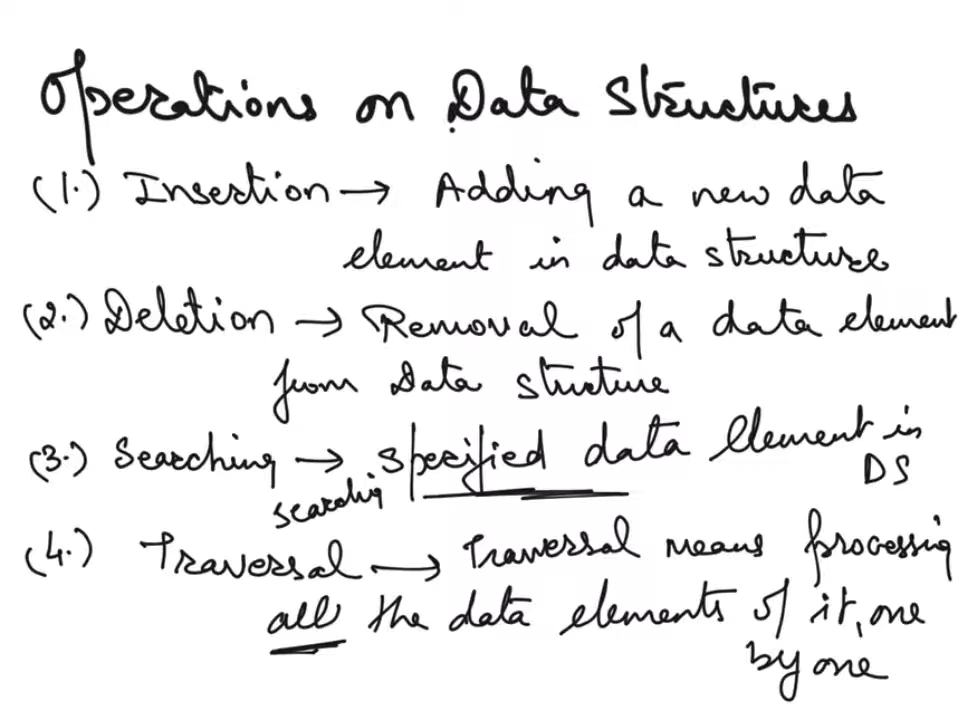 Operations on Data Structures
(1.) Insertion → Adding a new data
element in data structure
(2.) Deletion → Removal of a data element
from Data structure
(3.) Searching → specified data element in
searching DS
(4.) Traversal → Traversal means processing
all the data elements of it, one
by one